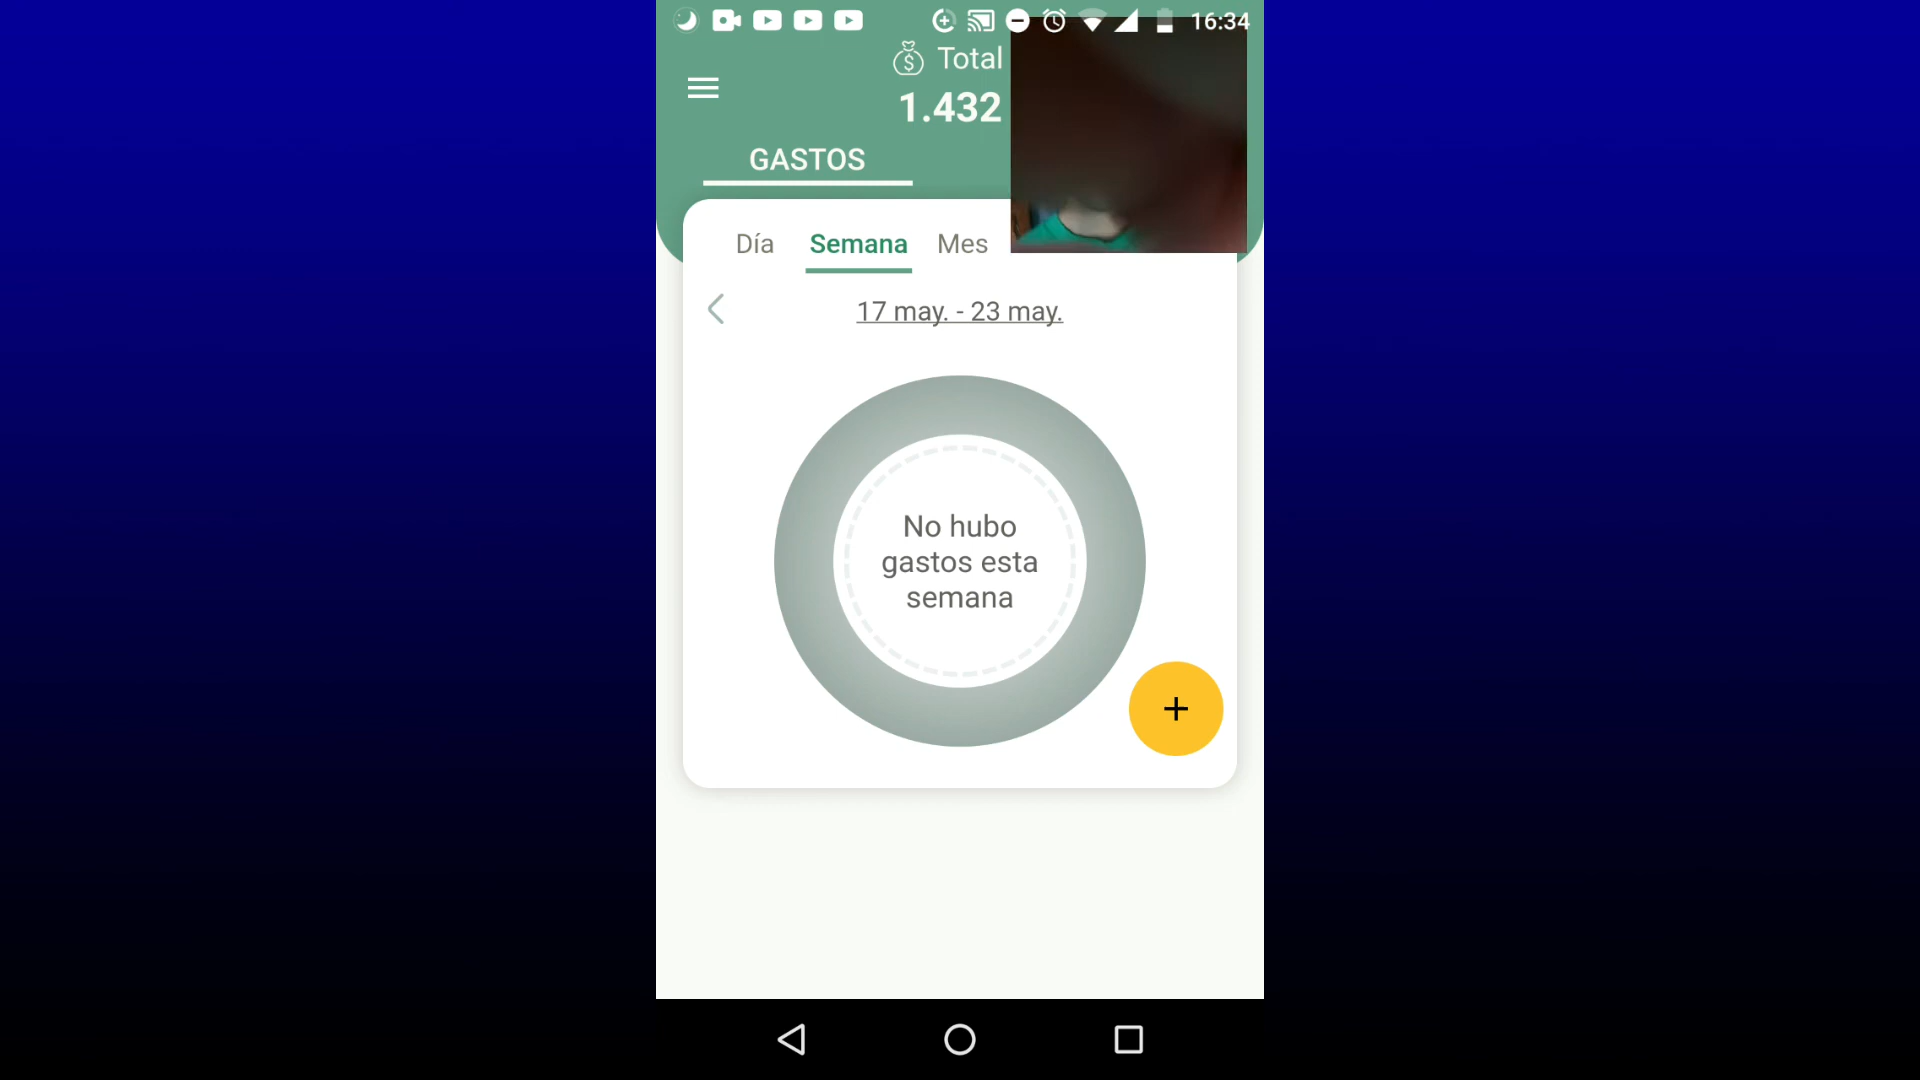 16:34
Total
1.432
GASTOS
Día Semana Mes
17 may. - 23 may.
No hubo
gastos esta
semana
+